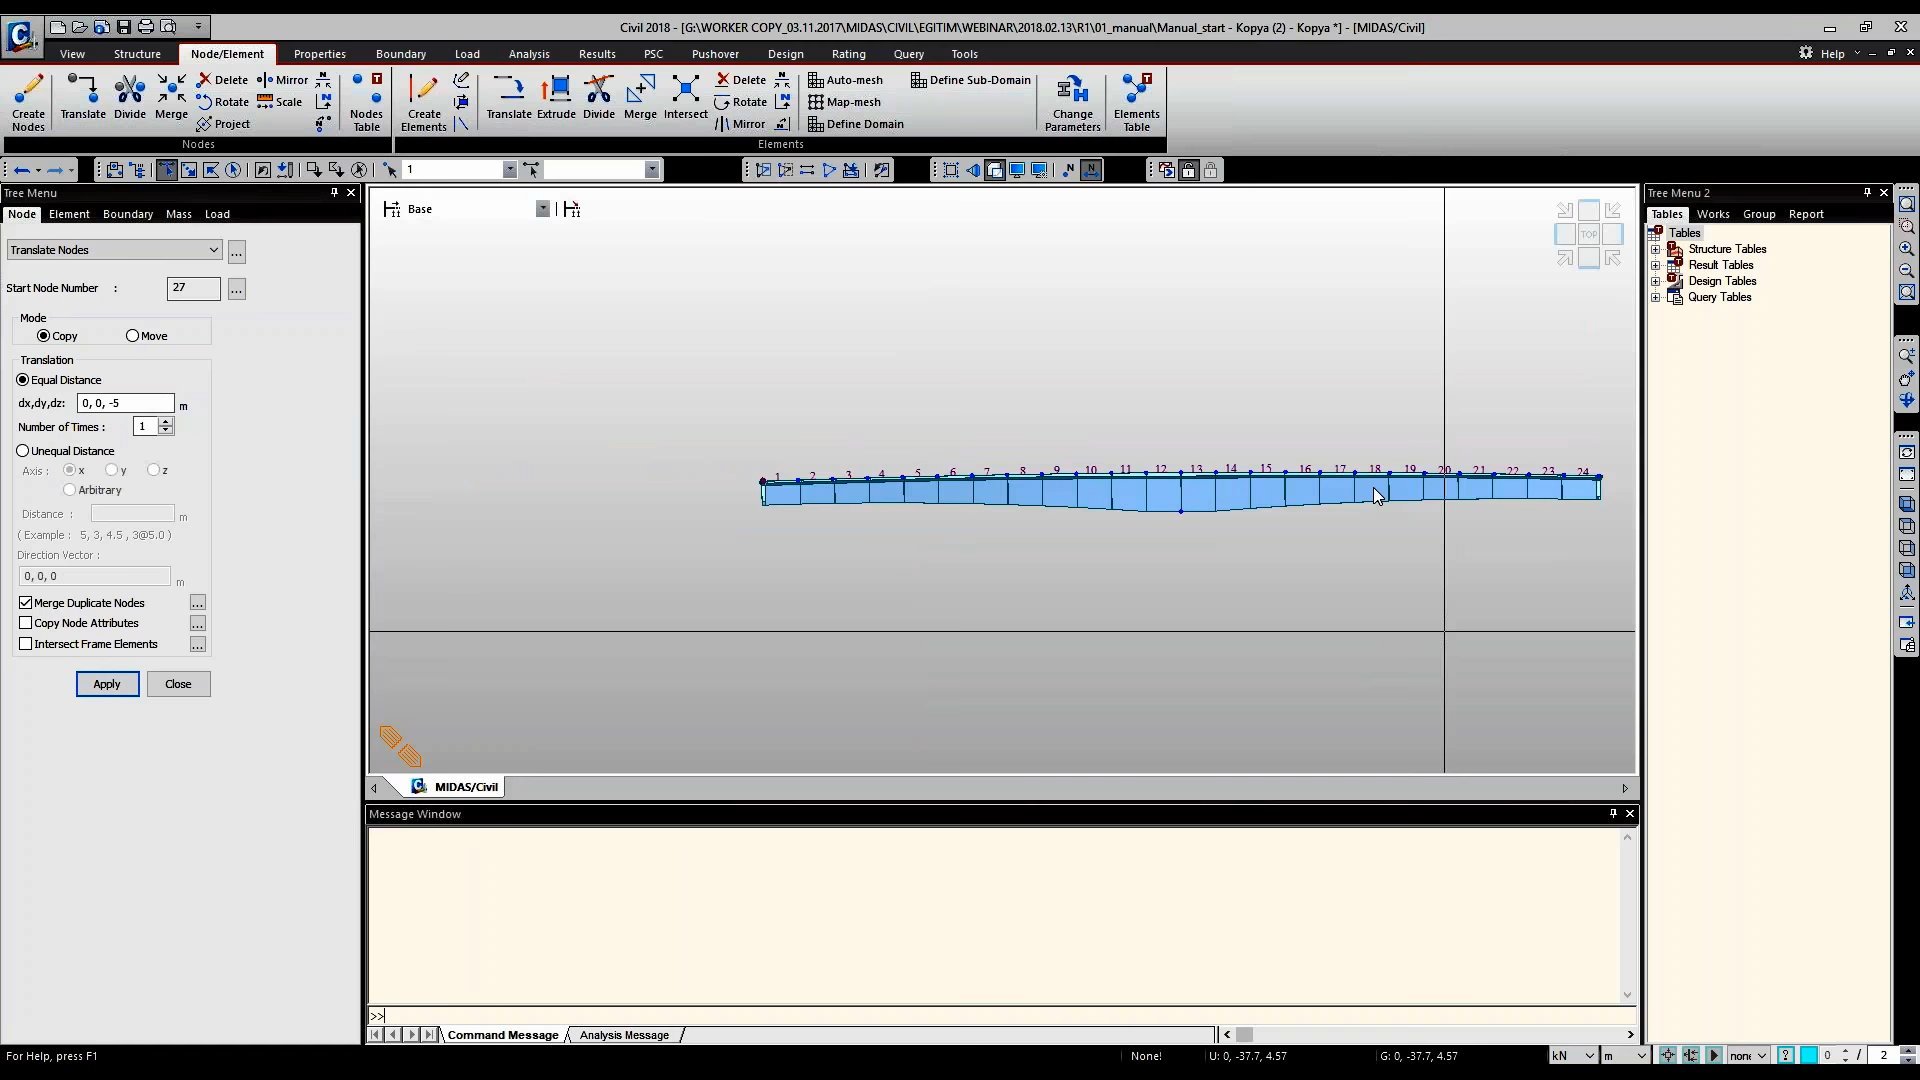 Civil 2018 - [G:\WORKER COPY_03.11.2017\MIDAS\CIVIL\EGITIM\WEBINAR\2018.02.13\R1\01_manual\Manual_start - Kopya (2) - Kopya *] - [MIDAS/Civil]
View Structure Node/Element Properties Boundary Load Analysis Results PSC Pushover Design Rating Query Tools Help
Create Nodes Translate Divide Merge Delete Rotate Project Mirror Scale Nodes Table
Create Elements Translate Extrude Divide Merge Intersect Delete Rotate Mirror Auto-mesh Map-mesh Define Domain Define Sub-Domain Change Parameters Elements Table
Nodes Elements
1
Tree Menu
Node Element Boundary Mass Load
Translate Nodes
...
Start Node Number : 27 ...
Mode
Copy Move
Translation
Equal Distance
dx,dy,dz: 0, 0, -5 m
Number of Times : 1
Unequal Distance
Axis : x y z
Arbitrary
Distance : m
( Example : 5, 3, 4.5 , 3@5.0 )
Direction Vector :
0, 0, 0 m
Merge Duplicate Nodes ...
Copy Node Attributes ...
Intersect Frame Elements ...
Apply Close
Base
TOP
1 2 3 4 5 6 7 8 9 10 11 12 13 14 15 16 17 18 19 20 21 22 23 24
MIDAS/Civil
Message Window
>>
Command Message Analysis Message
Tree Menu 2
Tables Works Group Report
Tables
Structure Tables
Result Tables
Design Tables
Query Tables
For Help, press F1
None! U: 0, -37.7, 4.57 G: 0, -37.7, 4.57 kN m none ? 0 / 2